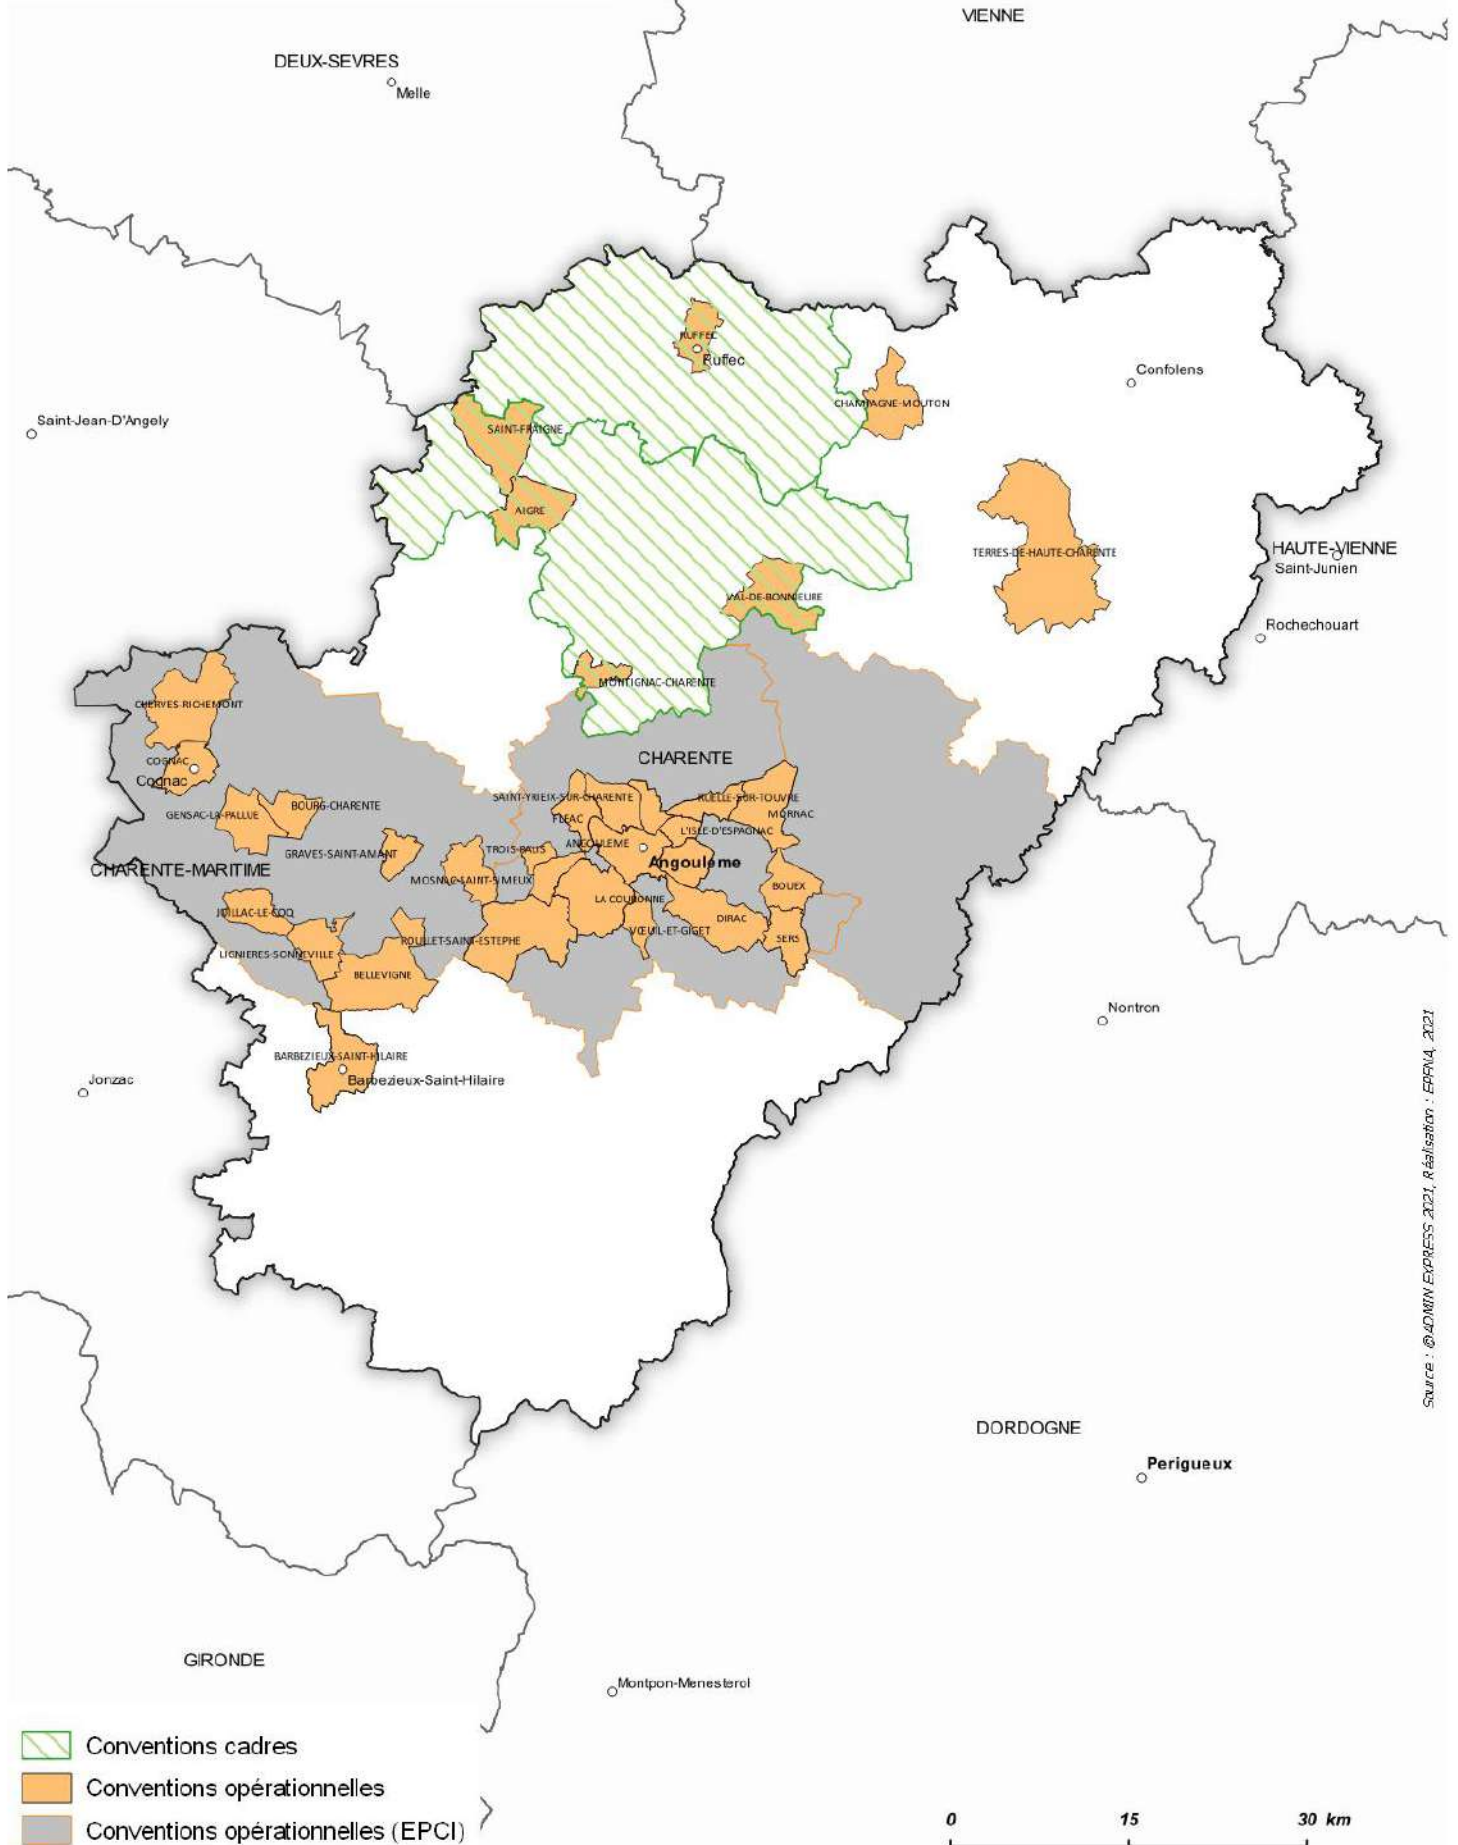 VIENNE
DEUX-SEVRES
Melle
RUFFEC
Ruffec
Confolens
CHAMPAGNE-MOUTON
Saint-Jean-D'Angely
SAINT-FRAIGNE
AIGRE
HAUTE-VIENNE
TERRES-DE-HAUTE-CHARENTE
Saint-Junien
VAL-DE-BONNIEURE
Rochechouart
MONTIGNAC-CHARENTE
CHERVES-RICHEMONT
CHARENTE
COGNAC
Cognac
SAINT-YRIEIX-SUR-CHARENTE
RUELLE-SUR-TOUVRE
BOURG-CHARENTE
GENSAC-LA-PALLUE
FLEAC
MORNAC
L'ISLE-D'ESPAGNAC
ANGOULEME
TROIS-PALIS
GRAVES-SAINT-AMANT
Angoulême
CHARENTE-MARITIME
MOSNAC-SAINT-SIMEUX
BOUEX
LA COURONNE
JUILLAC-LE-COQ
DIRAC
VŒUIL-ET-GIGET
SERS
ROULLET-SAINT-ESTEPHE
LIGNIERES-SONNEVILLE
BELLEVIGNE
Nontron
BARBEZIEUX-SAINT-HILAIRE
Barbezieux-Saint-Hilaire
Jonzac
Source : ©ADMIN EXPRESS 2021, Réalisation : EPFNA, 2021
DORDOGNE
Perigueux
GIRONDE
Montpon-Menesterol
Conventions cadres
Conventions opérationnelles
Conventions opérationnelles (EPCI)
0 15 30 km